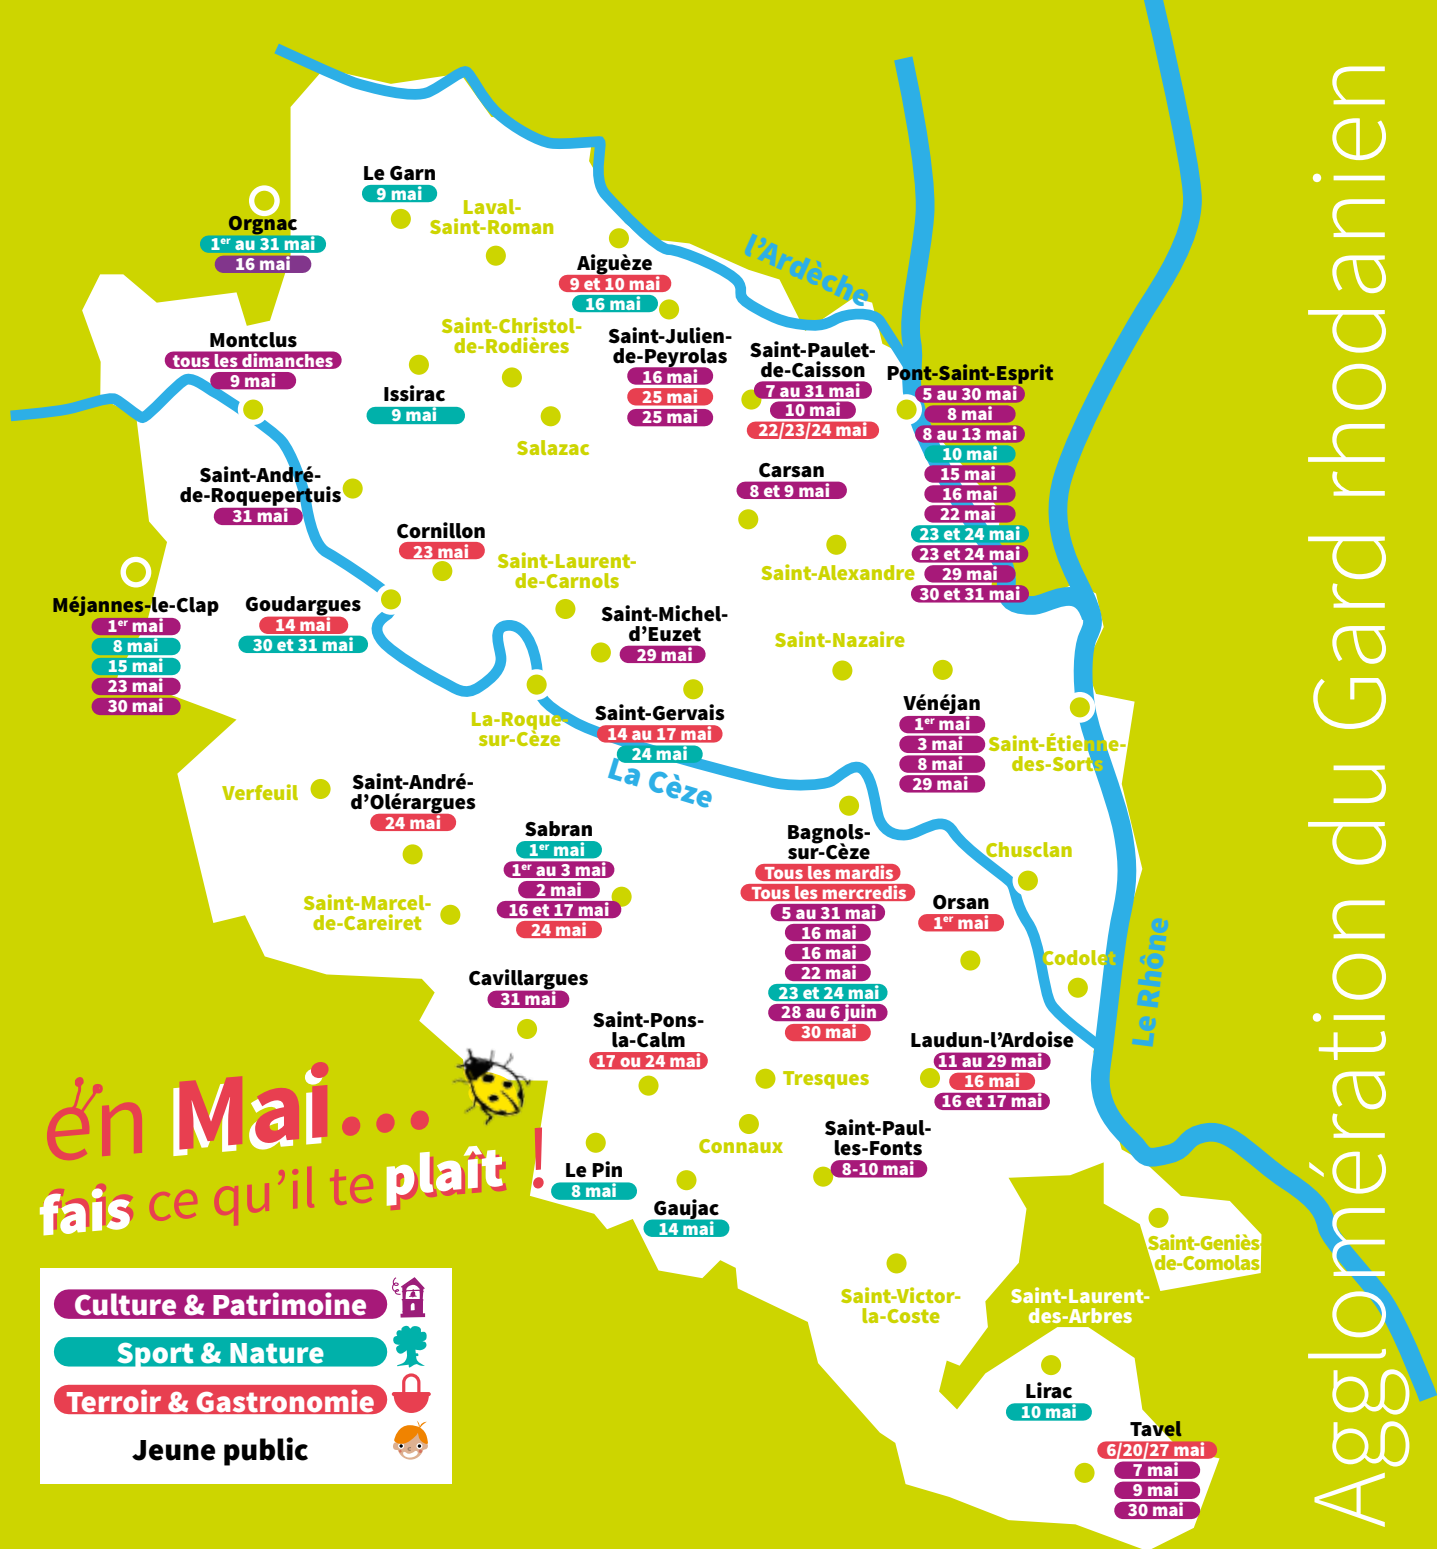 Agglomération du Gard rhodanien
l'Ardèche
Le Garn
9 mai
Laval-
Saint-Roman
Orgnac
1er au 31 mai
16 mai
Aiguèze
9 et 10 mai
16 mai
Montclus
tous les dimanches
9 mai
Saint-Christol-
de-Rodières
Issirac
9 mai
Salazac
Saint-Julien-
de-Peyrolas
16 mai
25 mai
25 mai
Saint-Paulet-
de-Caisson
7 au 31 mai
10 mai
22/23/24 mai
Pont-Saint-Esprit
5 au 30 mai
8 mai
8 au 13 mai
10 mai
15 mai
16 mai
22 mai
23 et 24 mai
23 et 24 mai
29 mai
30 et 31 mai
Carsan
8 et 9 mai
Saint-André-
de-Roquepertuis
31 mai
Cornillon
23 mai
Saint-Laurent-
de-Carnols
Saint-Alexandre
Méjannes-le-Clap
1er mai
8 mai
15 mai
23 mai
30 mai
Goudargues
14 mai
30 et 31 mai
Saint-Michel-
d'Euzet
29 mai
Saint-Nazaire
La-Roque-
sur-Cèze
Saint-Gervais
14 au 17 mai
24 mai
La Cèze
Vénéjan
1er mai
3 mai
8 mai
29 mai
Saint-Étienne-
des-Sorts
Verfeuil
Saint-André-
d'Olérargues
24 mai
Sabran
1er mai
1er au 3 mai
2 mai
16 et 17 mai
24 mai
Saint-Marcel-
de-Careiret
Bagnols-
sur-Cèze
Tous les mardis
Tous les mercredis
5 au 31 mai
16 mai
16 mai
22 mai
23 et 24 mai
28 au 6 juin
30 mai
Chusclan
Orsan
1er mai
Codolet
Le Rhône
Cavillargues
31 mai
Saint-Pons-
la-Calm
17 ou 24 mai
Tresques
Laudun-l'Ardoise
11 au 29 mai
16 mai
16 et 17 mai
Connaux
Saint-Paul-
les-Fonts
8-10 mai
Le Pin
8 mai
Gaujac
14 mai
Saint-Geniès-
de-Comolas
Saint-Victor-
la-Coste
Saint-Laurent-
des-Arbres
Lirac
10 mai
Tavel
6/20/27 mai
7 mai
9 mai
30 mai
en Mai...
fais ce qu'il te plaît !
Culture & Patrimoine
Sport & Nature
Terroir & Gastronomie
Jeune public